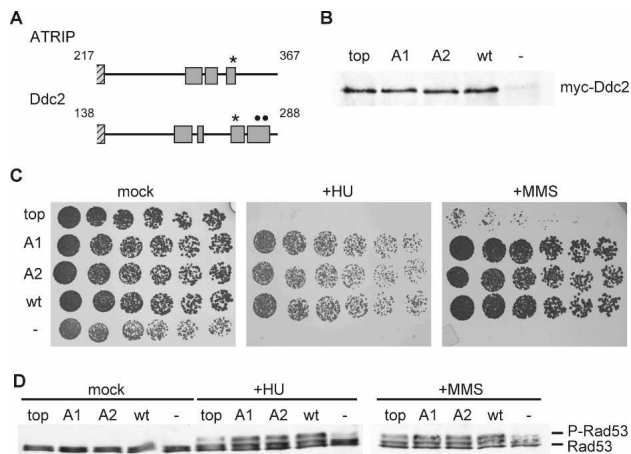 A
ATRIP
217 * 367
Ddc2
138 * •• 288
B
top A1 A2 wt -
myc-Ddc2
C
mock +HU +MMS
top
A1
A2
wt
-
D
mock +HU +MMS
top A1 A2 wt - top A1 A2 wt - top A1 A2 wt -
P-Rad53
Rad53